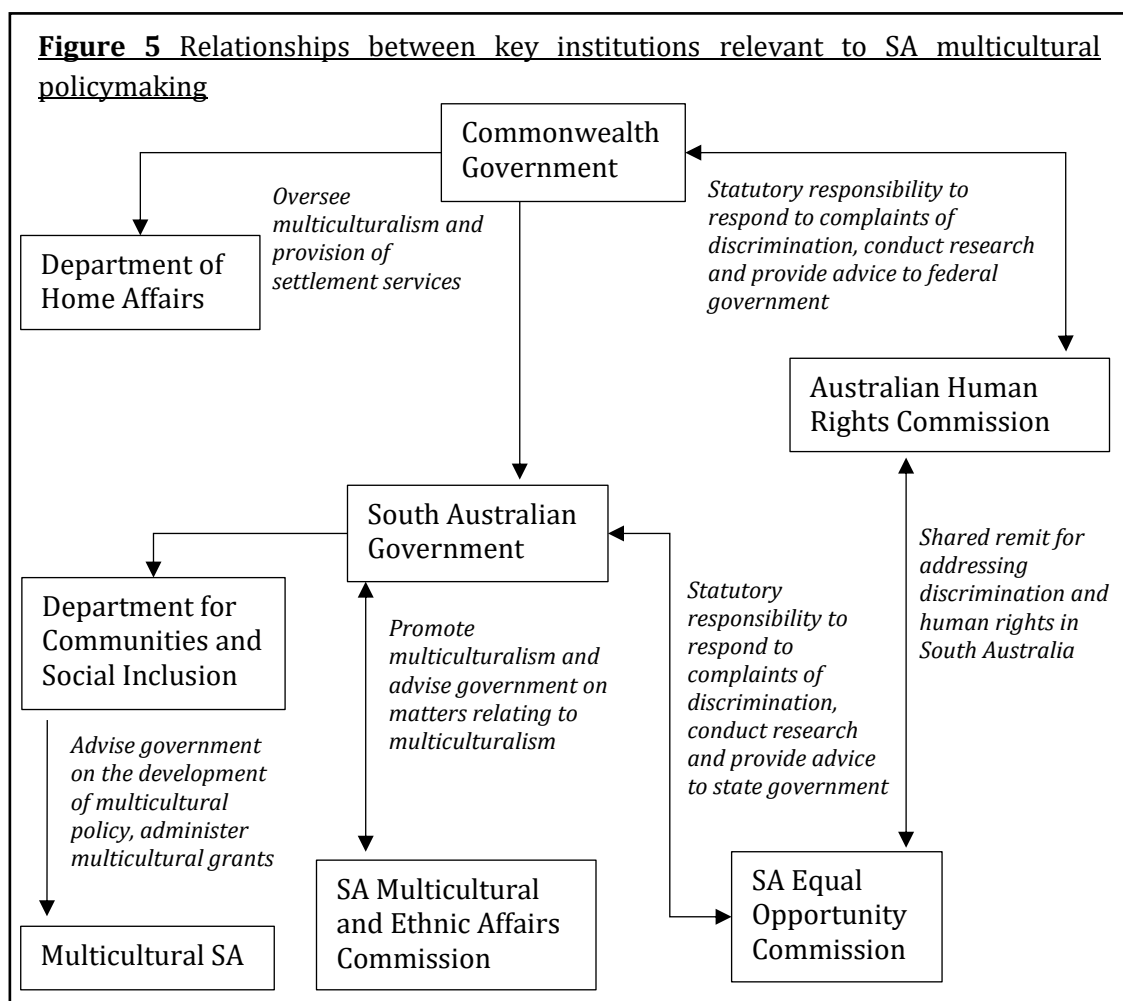 Figure 5 Relationships between key institutions relevant to SA multicultural
policymaking
Commonwealth
Government
Oversee
multiculturalism and
provision of
settlement services
Statutory responsibility to
respond to complaints of
discrimination, conduct research
and provide advice to federal
government
Department of
Home Affairs
Australian Human
Rights Commission
South Australian
Government
Shared remit for
addressing
discrimination and
human rights in
South Australia
Department for
Communities and
Social Inclusion
Promote
multiculturalism and
advise government on
matters relating to
multiculturalism
Statutory
responsibility to
respond to
complaints of
discrimination,
conduct research
and provide advice
to state government
Advise government
on the development
of multicultural
policy, administer
multicultural grants
Multicultural SA
SA Multicultural
and Ethnic Affairs
Commission
SA Equal
Opportunity
Commission